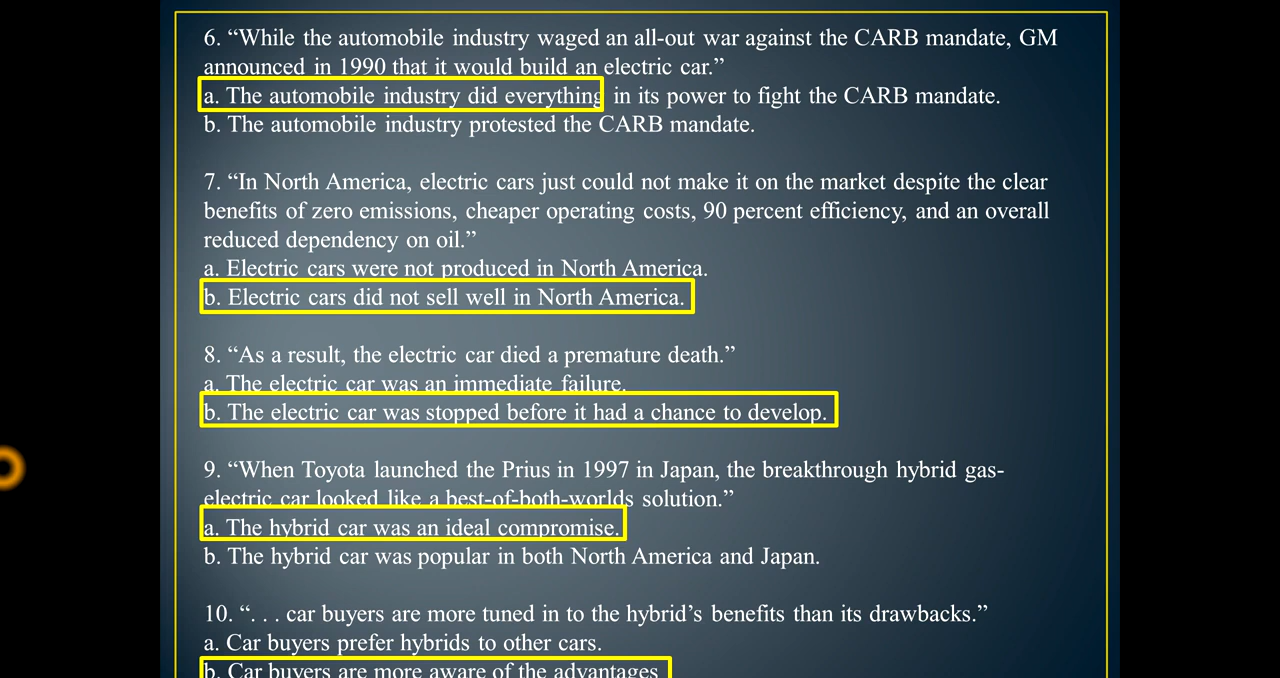 6. “While the automobile industry waged an all-out war against the CARB mandate, GM
announced in 1990 that it would build an electric car.”
a. The automobile industry did everything in its power to fight the CARB mandate.
b. The automobile industry protested the CARB mandate.
7. “In North America, electric cars just could not make it on the market despite the clear
benefits of zero emissions, cheaper operating costs, 90 percent efficiency, and an overall
reduced dependency on oil.”
a. Electric cars were not produced in North America.
b. Electric cars did not sell well in North America.
8. “As a result, the electric car died a premature death.”
a. The electric car was an immediate failure.
b. The electric car was stopped before it had a chance to develop.
9. “When Toyota launched the Prius in 1997 in Japan, the breakthrough hybrid gas-
electric car looked like a best-of-both-worlds solution.”
a. The hybrid car was an ideal compromise.
b. The hybrid car was popular in both North America and Japan.
10. “. . . car buyers are more tuned in to the hybrid’s benefits than its drawbacks.”
a. Car buyers prefer hybrids to other cars.
b. Car buyers are more aware of the advantages